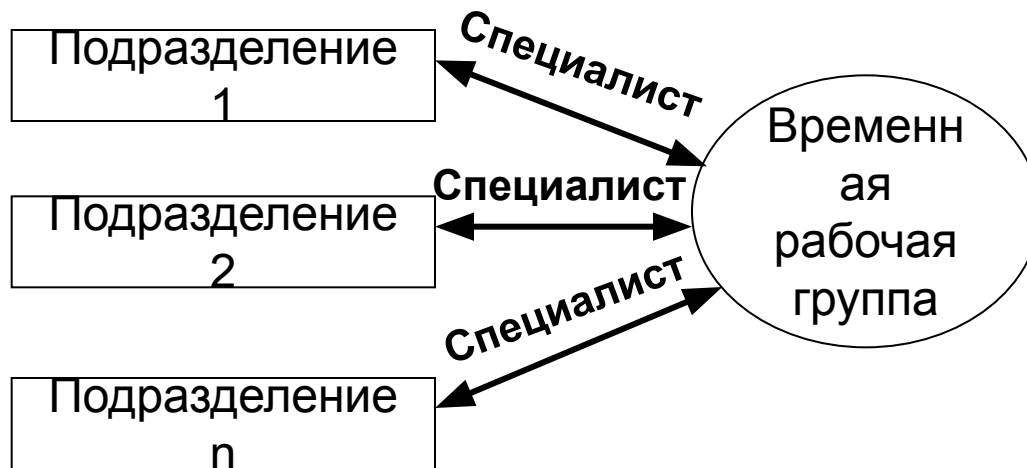 Подразделение
1
Специалист
Подразделение
2
Специалист
Подразделение
n
Специалист
Временн
ая
рабочая
группа